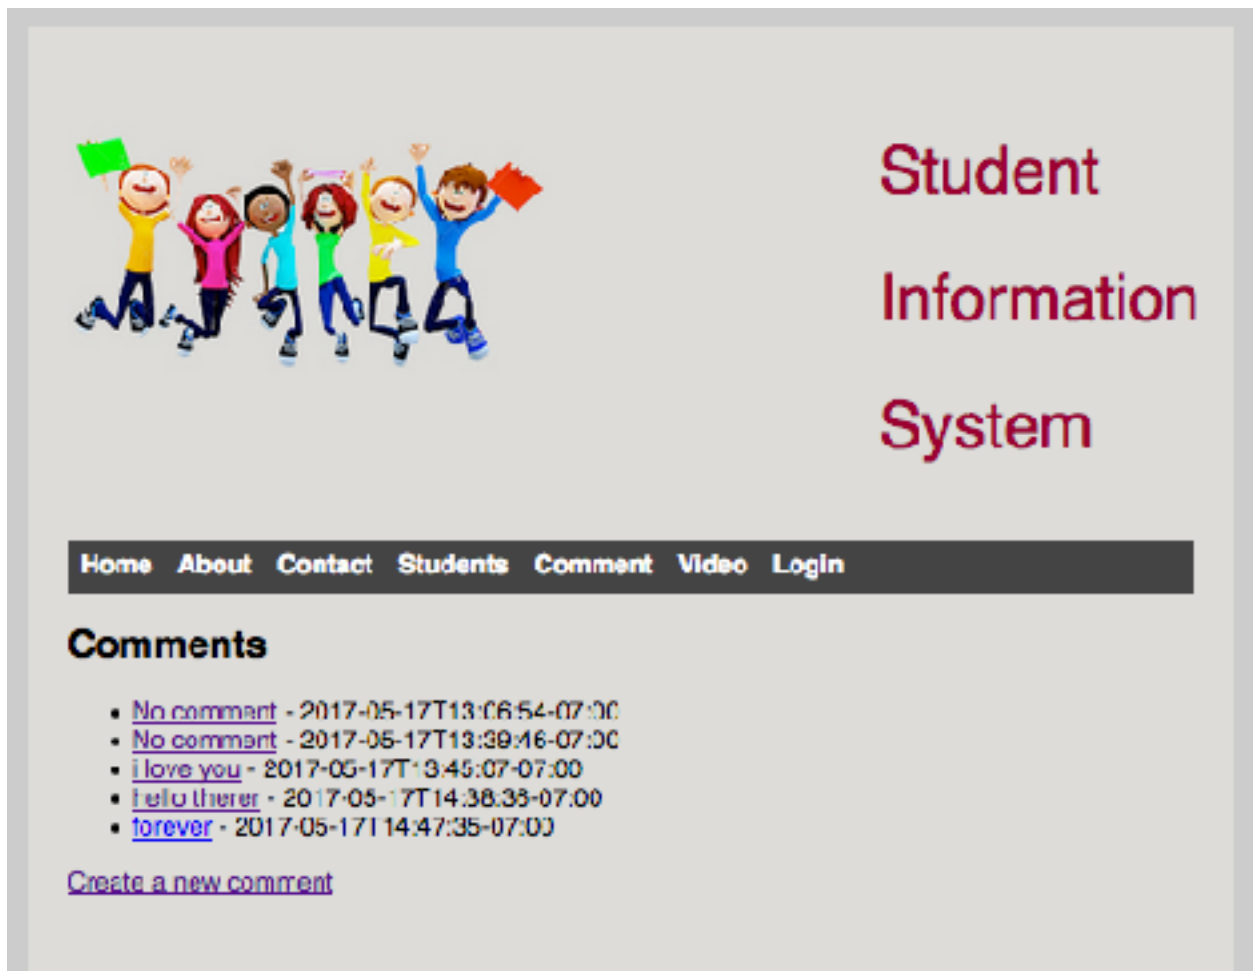 Student
Information
System
Home About Contact Students Comment Video Login
Comments
No comment - 2017-05-17T13:06:54-07:00
No comment - 2017-05-17T13:39:46-07:00
i love you - 2017-05-17T13:45:07-07:00
hello therer - 2017-05-17T14:38:38-07:00
forever - 2017-05-17T14:47:35-07:00
Create a new comment